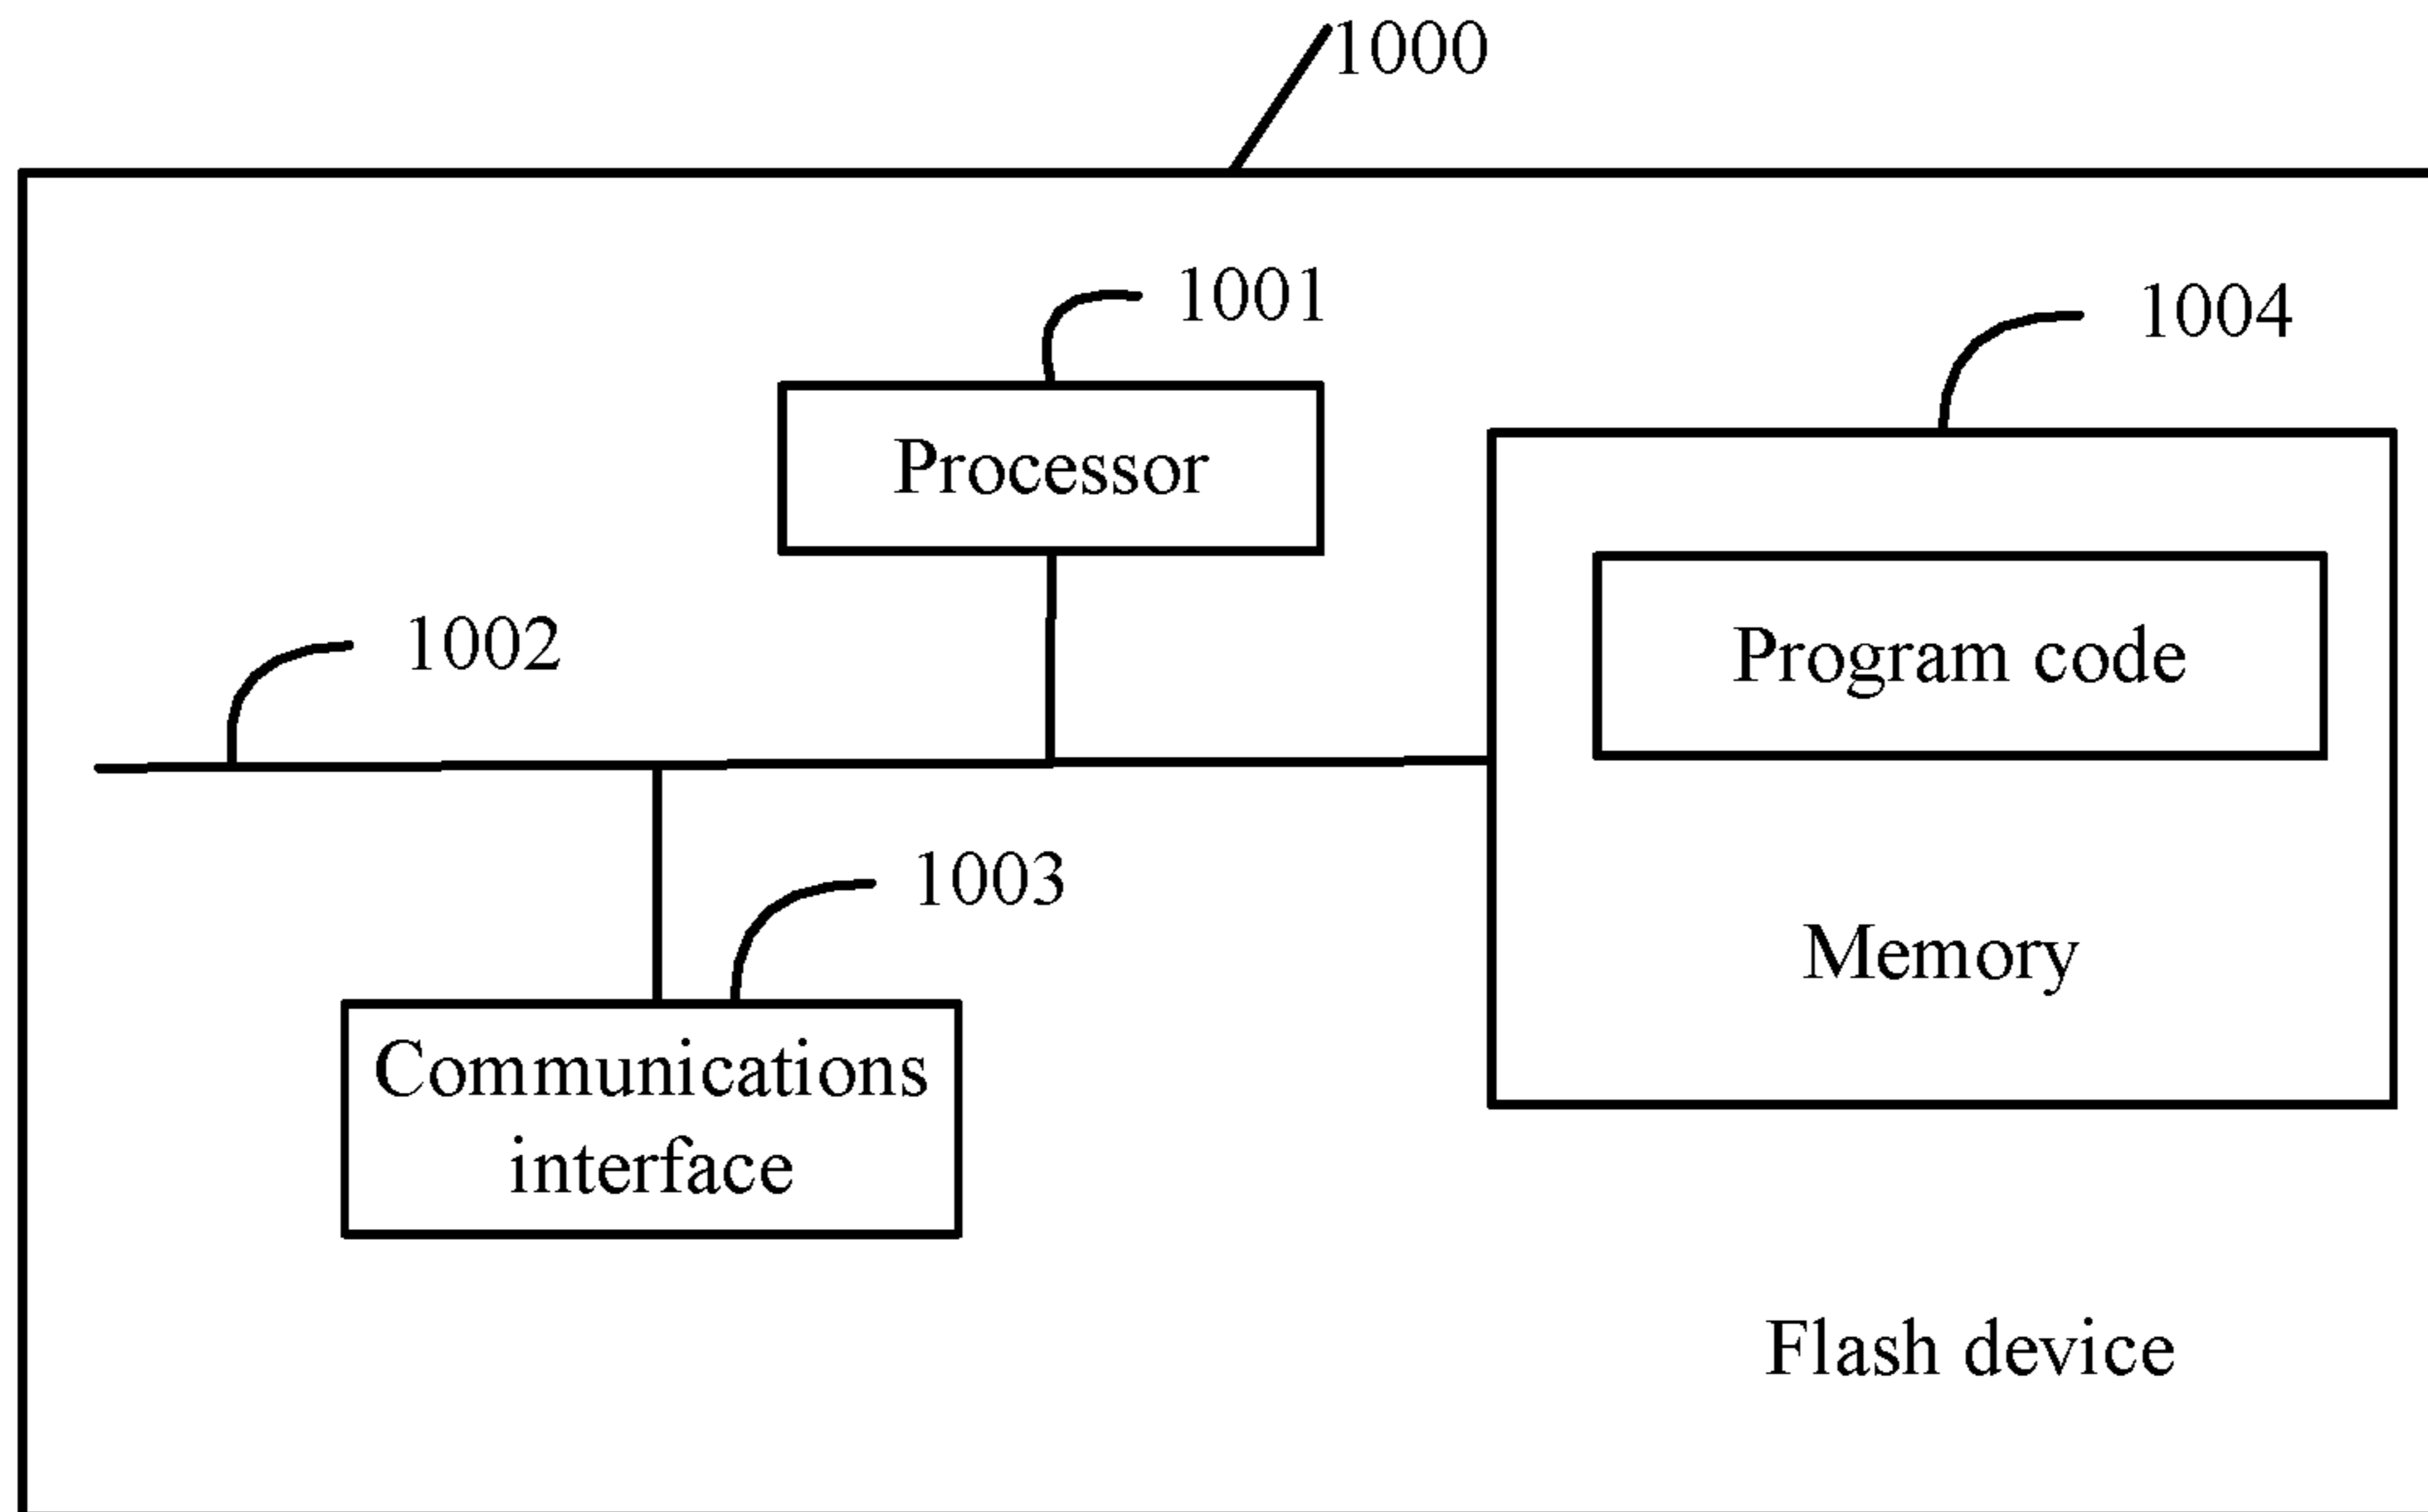 1000
1001
1004
Processor
1002
Program code
1003
Memory
Communications
interface
Flash device